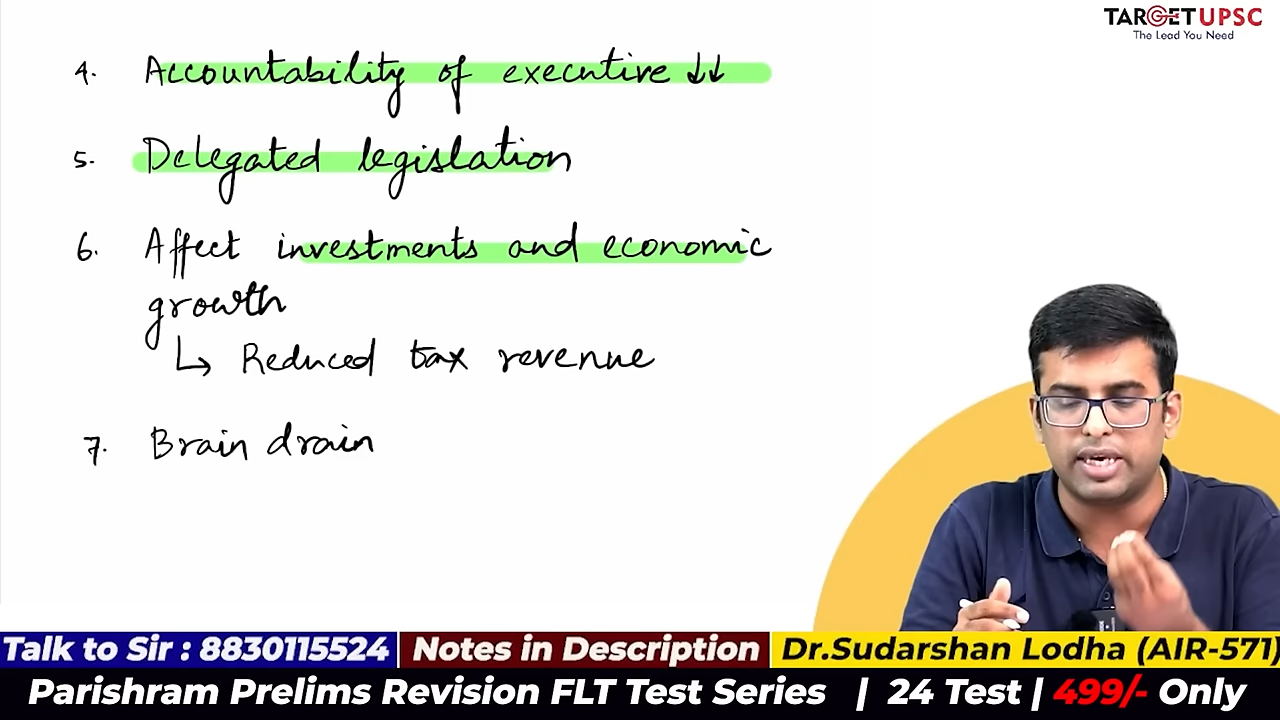 TARGET UPSC
The Lead You Need
4. Accountability of executive ↓↓
5. Delegated legislation
6. Affect investments and economic
growth
↳ Reduced tax revenue
7. Brain drain
Talk to Sir : 8830115524 Notes in Description Dr.Sudarshan Lodha (AIR-571)
Parishram Prelims Revision FLT Test Series | 24 Test | 499/- Only